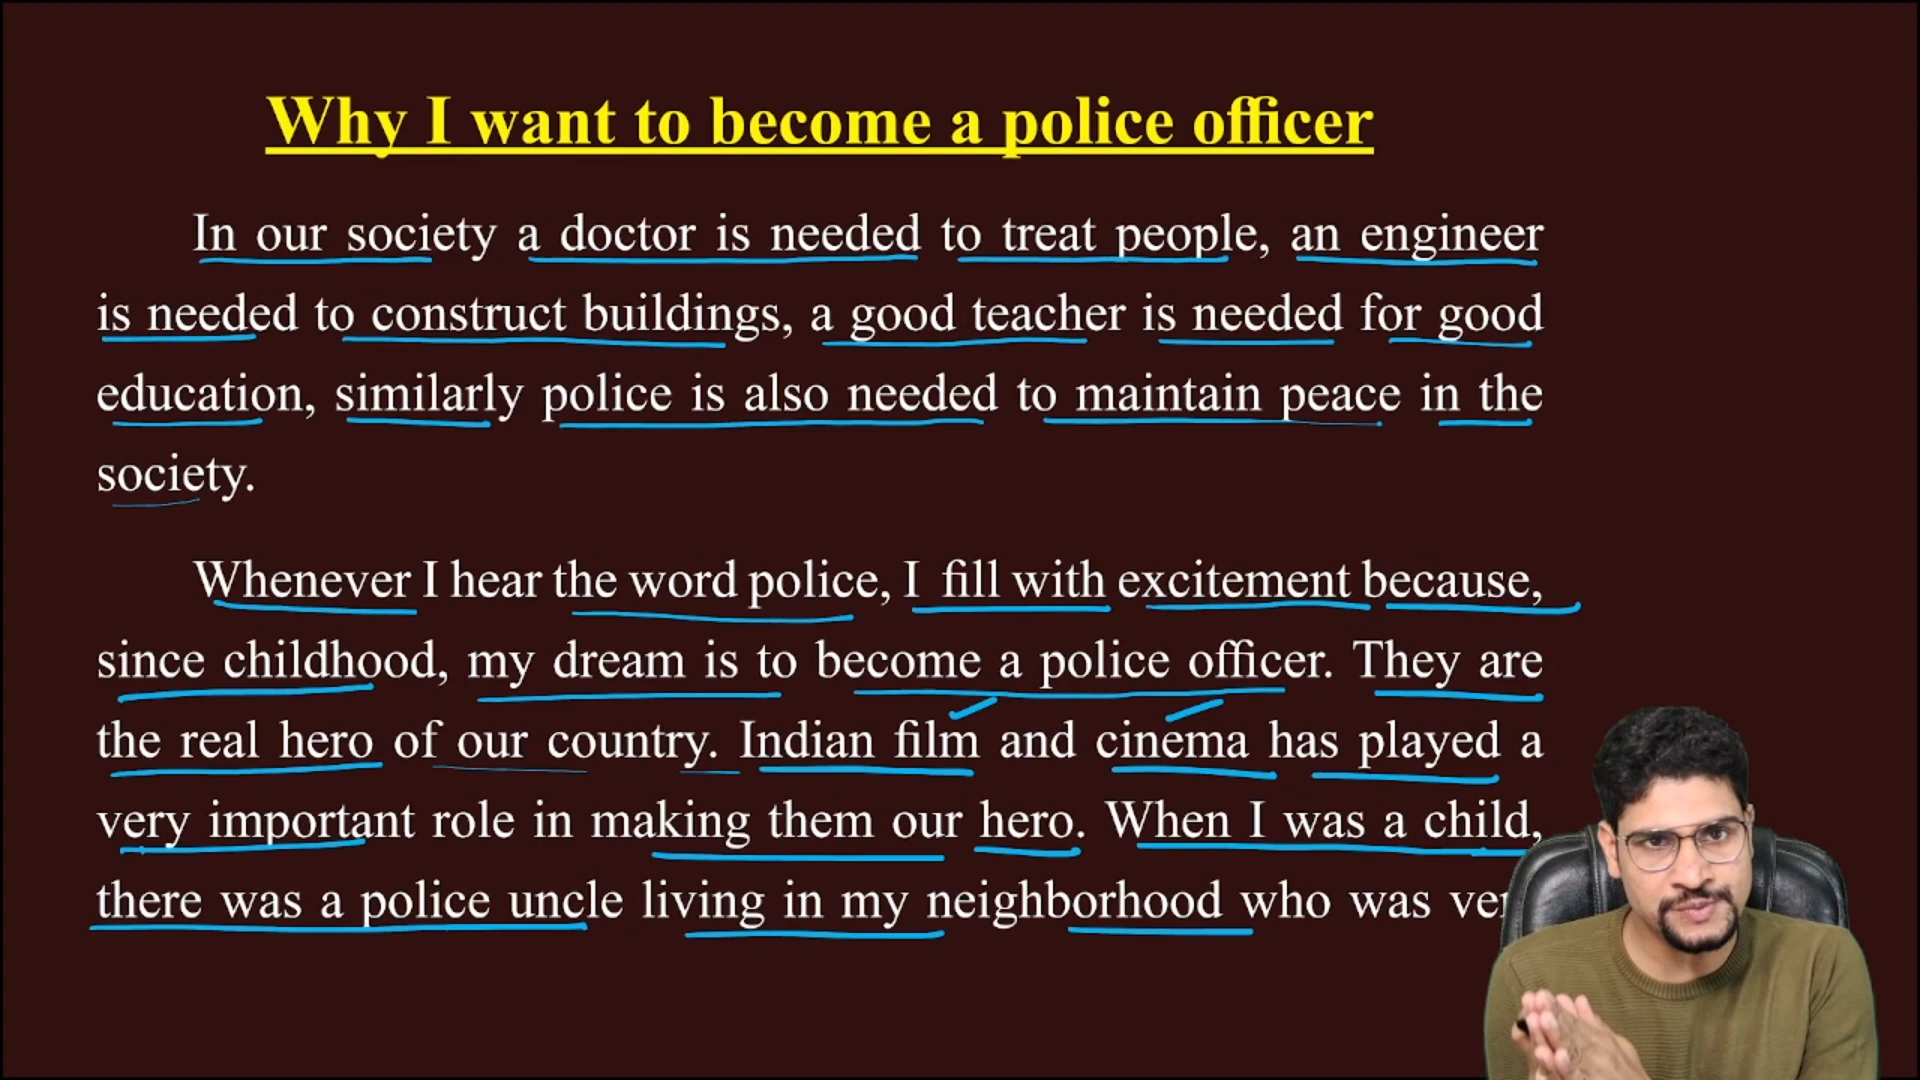 Why I want to become a police officer
In our society a doctor is needed to treat people, an engineer
is needed to construct buildings, a good teacher is needed for good
education, similarly police is also needed to maintain peace in the
society.
Whenever I hear the word police, I fill with excitement because,
since childhood, my dream is to become a police officer. They are
the real hero of our country. Indian film and cinema has played a
very important role in making them our hero. When I was a child,
there was a police uncle living in my neighborhood who was